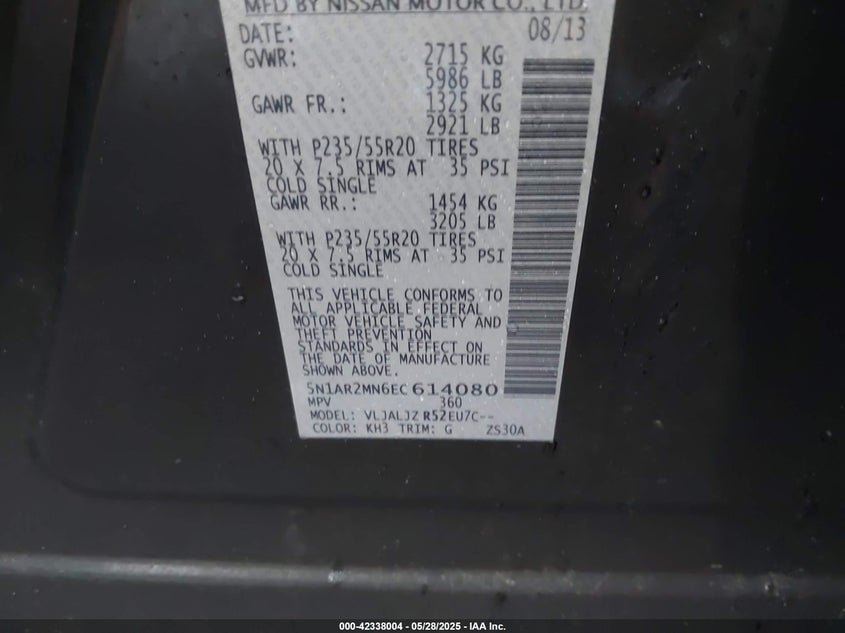 MFD BY NISSAN MOTOR CO., LTD.
DATE: 08/13
GVWR: 2715 KG
5986 LB
GAWR FR.: 1325 KG
2921 LB
WITH P235/55R20 TIRES
20 X 7.5 RIMS AT 35 PSI
COLD SINGLE
GAWR RR.: 1454 KG
3205 LB
WITH P235/55R20 TIRES
20 X 7.5 RIMS AT 35 PSI
COLD SINGLE
THIS VEHICLE CONFORMS TO
ALL APPLICABLE FEDERAL
MOTOR VEHICLE SAFETY AND
THEFT PREVENTION
STANDARDS IN EFFECT ON
THE DATE OF MANUFACTURE
SHOWN ABOVE.
5N1AR2MN6EC614080
MPV 360
MODEL: VLJALJZ R52EU7C--
COLOR: KH3 TRIM: G ZS30A
000-42338004 — 05/28/2025 — IAA Inc.